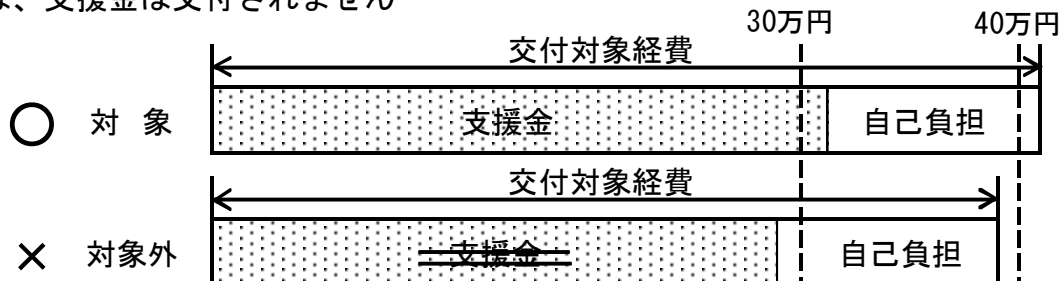 は、支援金は交付されません
30万円 40万円
交付対象経費
○ 対 象 支援金 自己負担
交付対象経費
× 対象外 支援金 自己負担